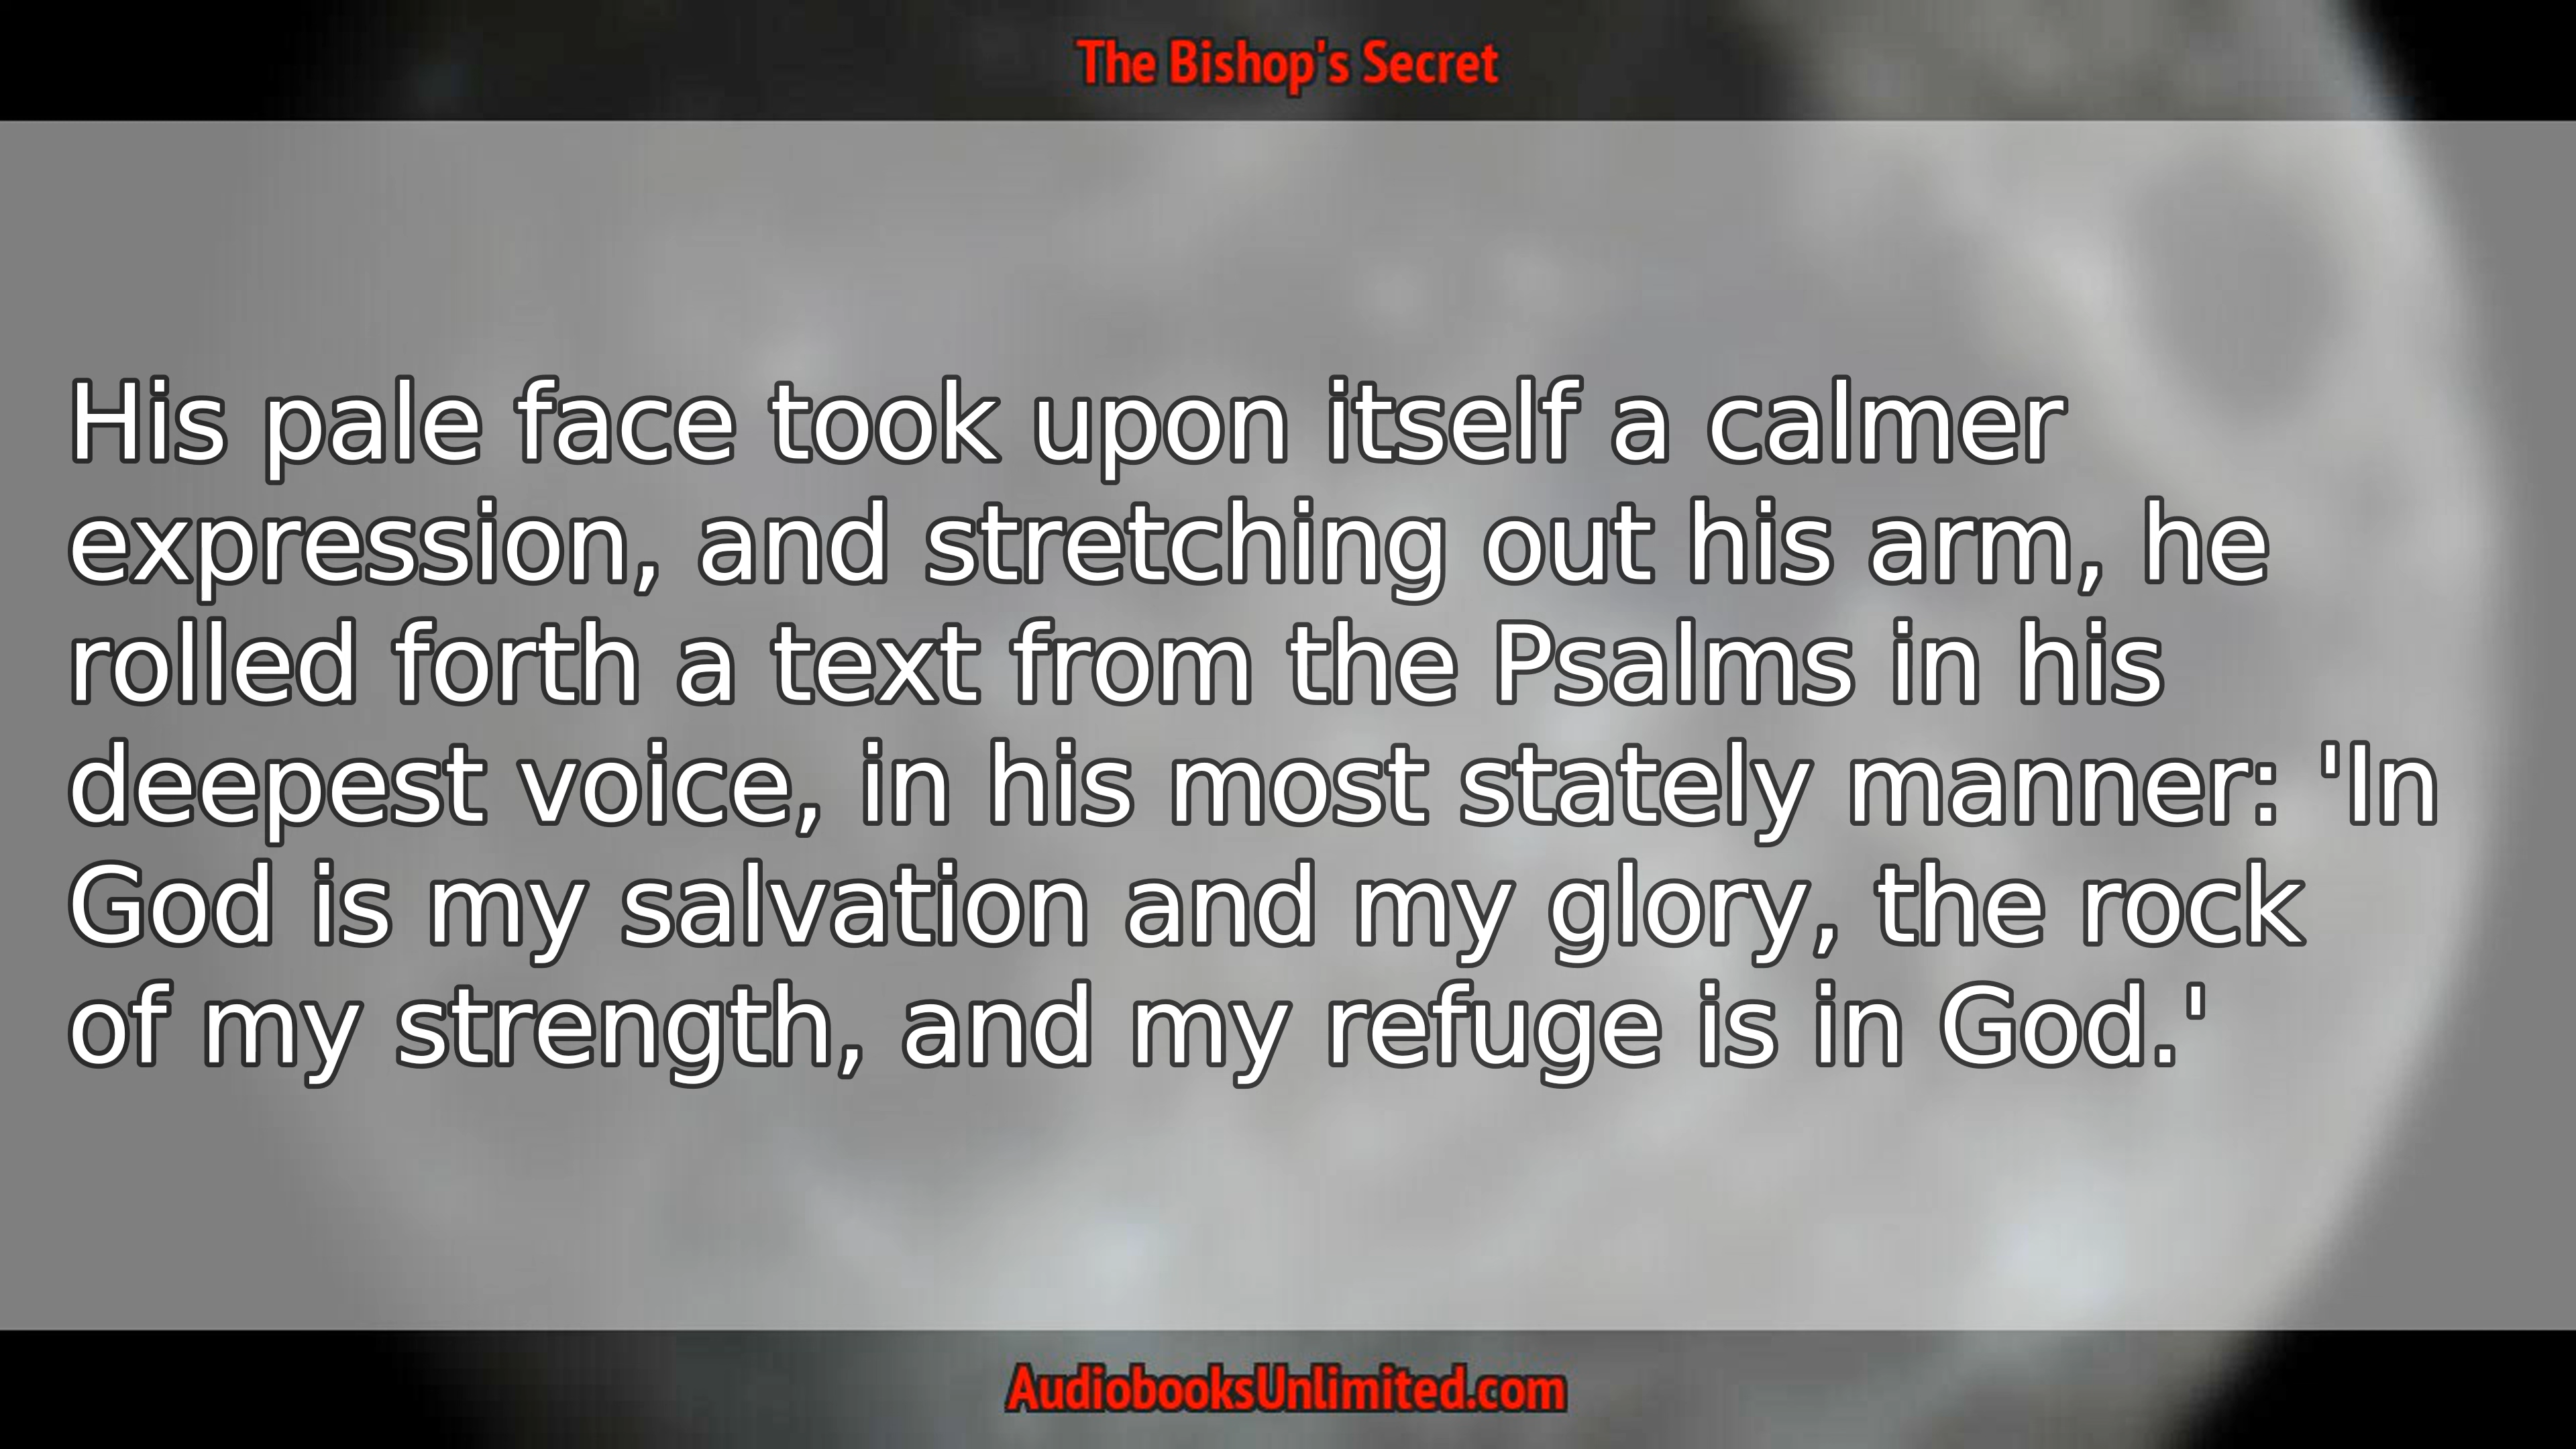 The Bishop's Secret
His pale face took upon itself a calmer
expression, and stretching out his arm, he
rolled forth a text from the Psalms in his
deepest voice, in his most stately manner: 'In
God is my salvation and my glory, the rock
of my strength, and my refuge is in God.'
AudiobooksUnlimited.com